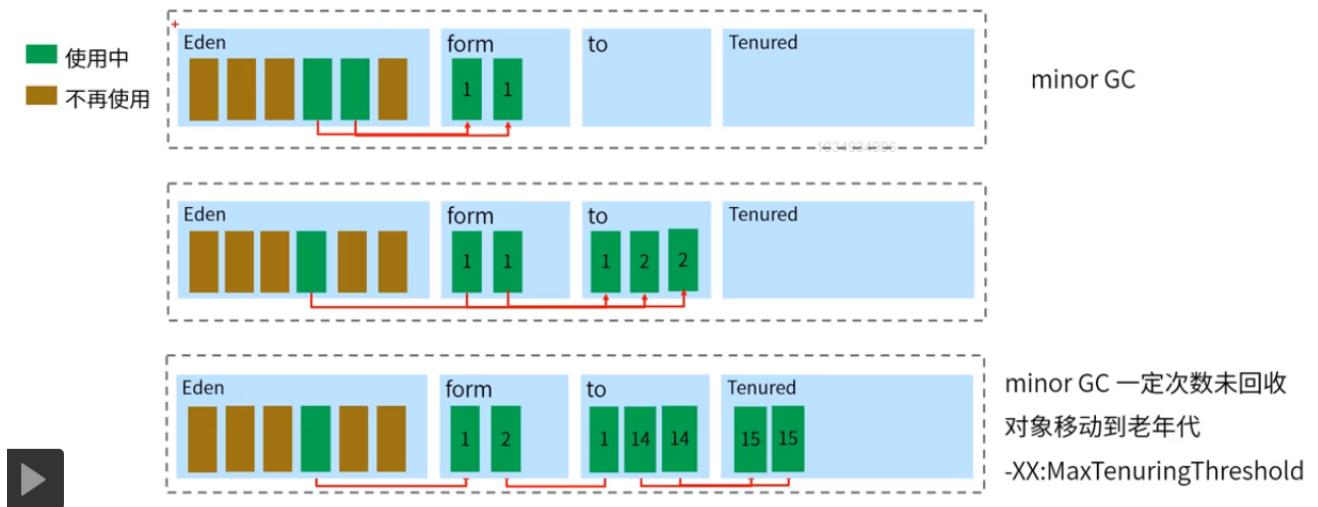 使用中
不再使用
Eden
form
to
Tenured
1
1
minor GC
Eden
form
to
Tenured
1
1
1
2
2
Eden
form
to
Tenured
1
2
1
14
14
15
15
minor GC 一定次数未回收
对象移动到老年代
-XX:MaxTenuringThreshold